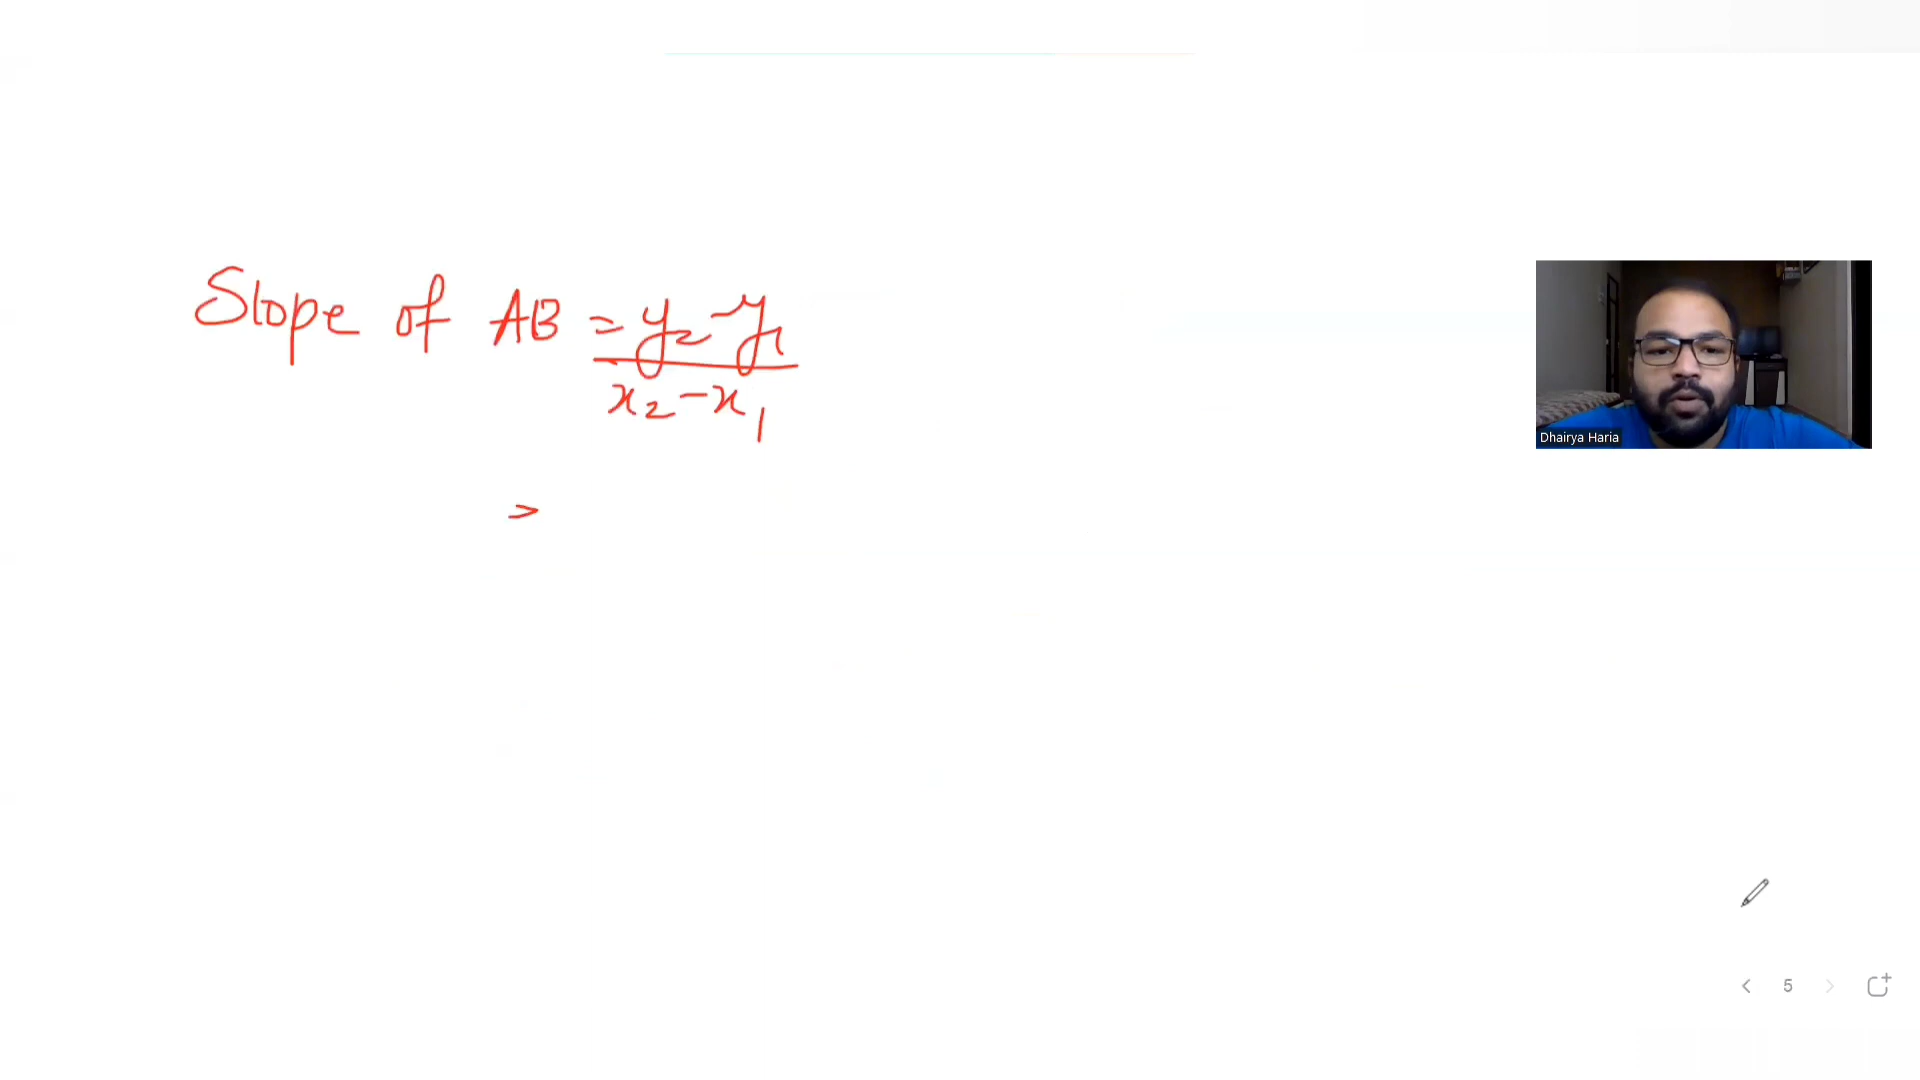 Slope of AB = y₂-y₁
x₂-x₁
=
Dhairya Haria
5